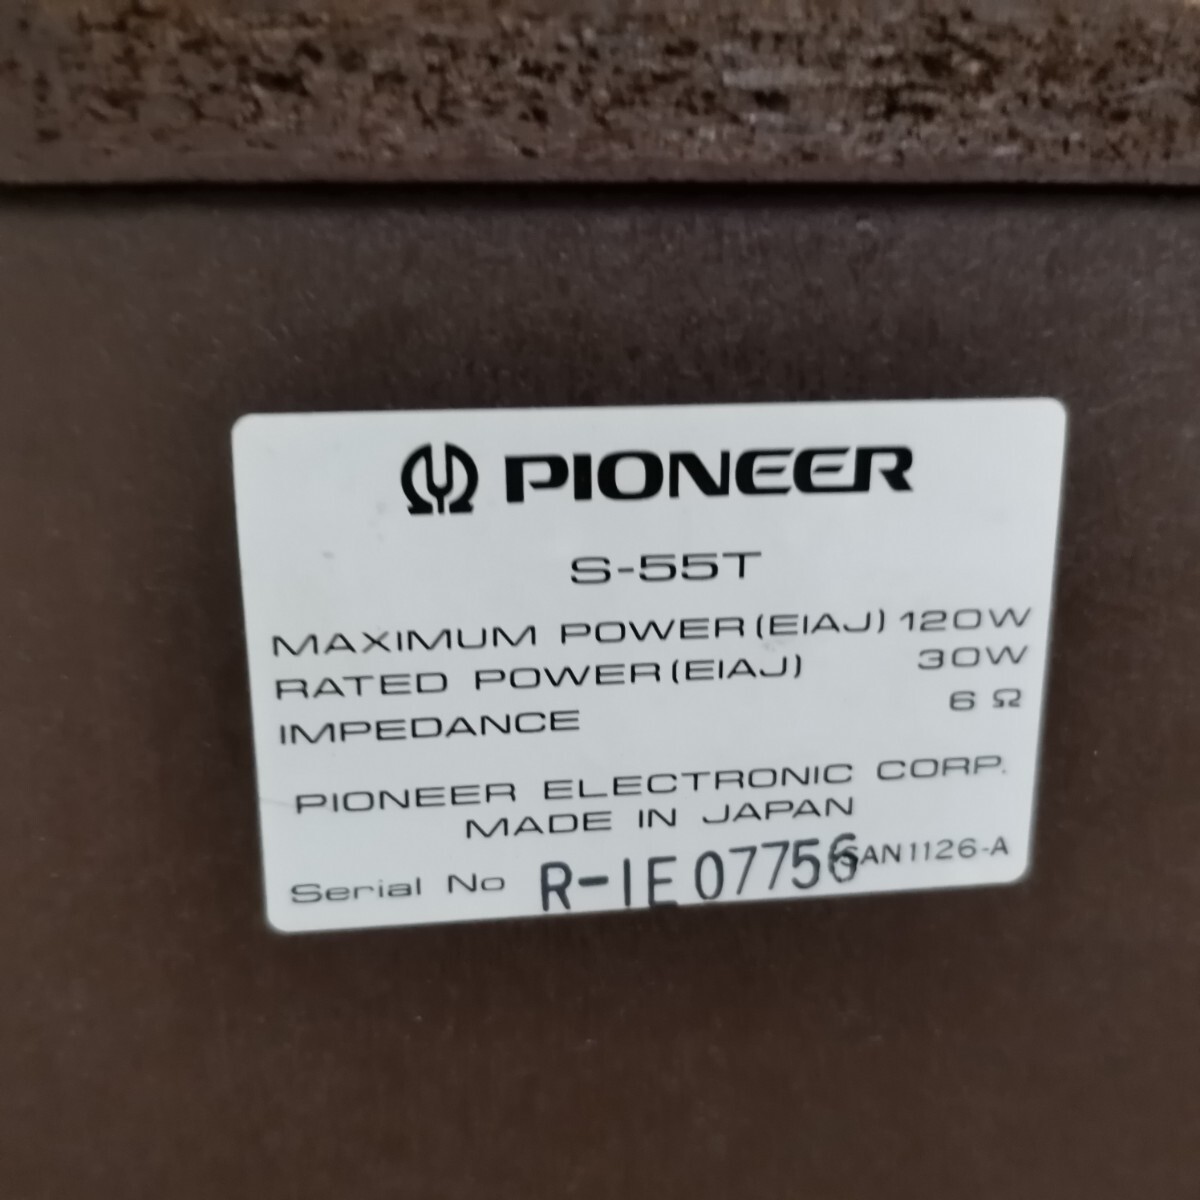 PIONEER
S-55T
MAXIMUM POWER(EIAJ) 120W
RATED POWER(EIAJ) 30W
IMPEDANCE 6 Ω
PIONEER ELECTRONIC CORP.
MADE IN JAPAN
Serial No R-IE 07756 SAN1126-A